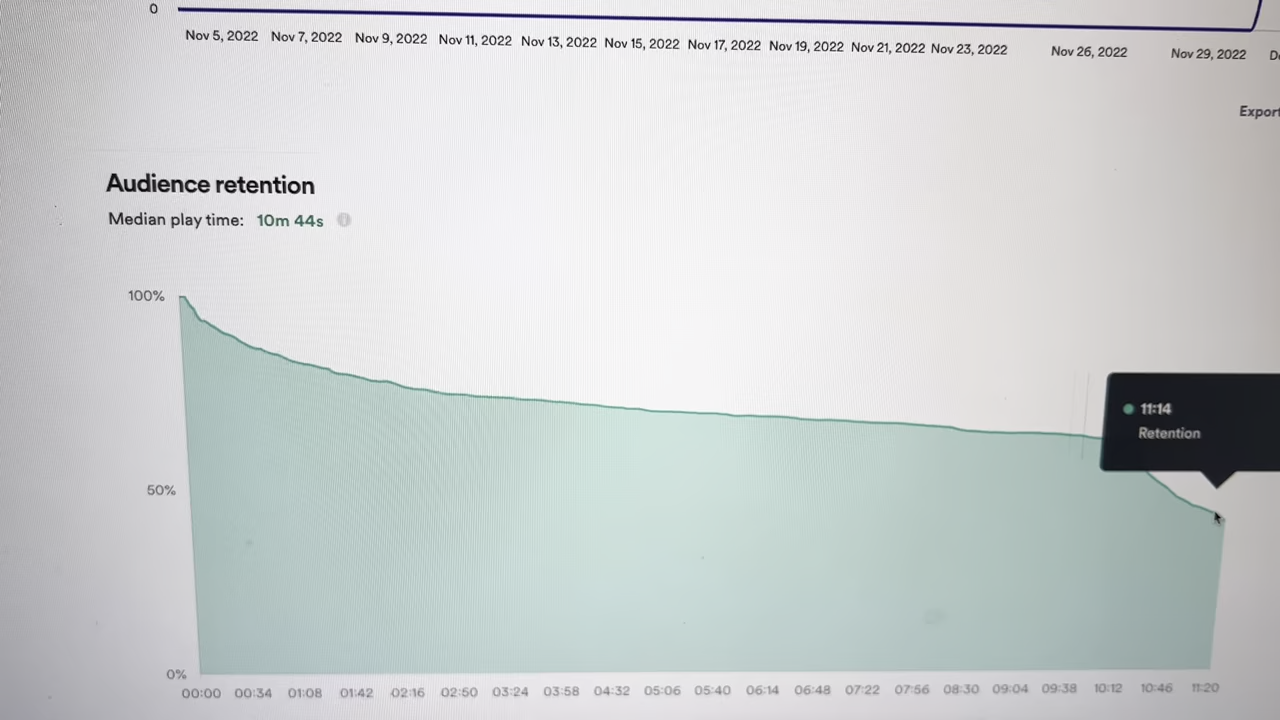 0
Nov 5, 2022 Nov 7, 2022 Nov 9, 2022 Nov 11, 2022 Nov 13, 2022 Nov 15, 2022 Nov 17, 2022 Nov 19, 2022 Nov 21, 2022 Nov 23, 2022 Nov 26, 2022 Nov 29, 2022
Export
Audience retention
Median play time: 10m 44s
100%
11:14
Retention
50%
0%
00:00 00:34 01:08 01:42 02:16 02:50 03:24 03:58 04:32 05:06 05:40 06:14 06:48 07:22 07:56 08:30 09:04 09:38 10:12 10:46 11:20